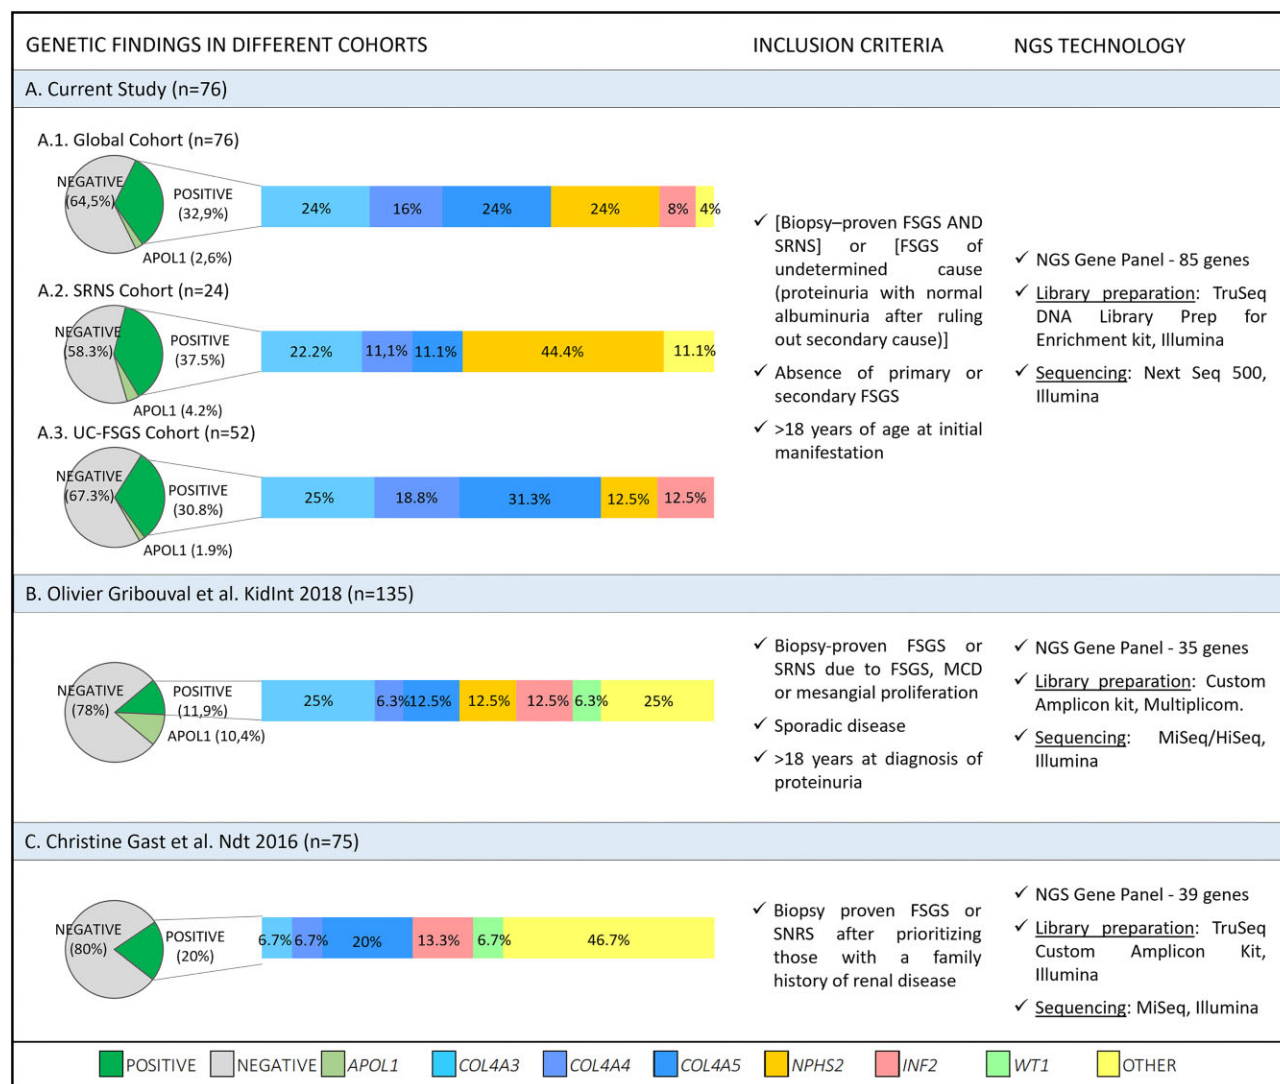 GENETIC FINDINGS IN DIFFERENT COHORTS
INCLUSION CRITERIA
NGS TECHNOLOGY
A. Current Study (n=76)
A.1. Global Cohort (n=76)
NEGATIVE
(64,5%)
POSITIVE
(32,9%)
APOL1 (2,6%)
24%
16%
24%
24%
8%
4%
A.2. SRNS Cohort (n=24)
NEGATIVE
(58.3%)
POSITIVE
(37.5%)
APOL1 (4.2%)
22.2%
11,1%
11.1%
44.4%
11.1%
A.3. UC-FSGS Cohort (n=52)
NEGATIVE
(67.3%)
POSITIVE
(30.8%)
APOL1 (1.9%)
25%
18.8%
31.3%
12.5%
12.5%
✓ [Biopsy–proven FSGS AND
SRNS] or [FSGS of
undetermined cause
(proteinuria with normal
albuminuria after ruling
out secondary cause)]
✓ Absence of primary or
secondary FSGS
✓ >18 years of age at initial
manifestation
✓ NGS Gene Panel - 85 genes
✓ Library preparation: TruSeq
DNA Library Prep for
Enrichment kit, Illumina
✓ Sequencing: Next Seq 500,
Illumina
B. Olivier Gribouval et al. KidInt 2018 (n=135)
NEGATIVE
(78%)
POSITIVE
(11,9%)
APOL1 (10,4%)
25%
6.3%
12.5%
12.5%
12.5%
6.3%
25%
✓ Biopsy-proven FSGS or
SRNS due to FSGS, MCD
or mesangial proliferation
✓ Sporadic disease
✓ >18 years at diagnosis of
proteinuria
✓ NGS Gene Panel - 35 genes
✓ Library preparation: Custom
Amplicon kit, Multiplicom.
✓ Sequencing: MiSeq/HiSeq,
Illumina
C. Christine Gast et al. Ndt 2016 (n=75)
NEGATIVE
(80%)
POSITIVE
(20%)
6.7%
6.7%
20%
13.3%
6.7%
46.7%
✓ Biopsy proven FSGS or
SNRS after prioritizing
those with a family
history of renal disease
✓ NGS Gene Panel - 39 genes
✓ Library preparation: TruSeq
Custom Amplicon Kit,
Illumina
✓ Sequencing: MiSeq, Illumina
POSITIVE
NEGATIVE
APOL1
COL4A3
COL4A4
COL4A5
NPHS2
INF2
WT1
OTHER